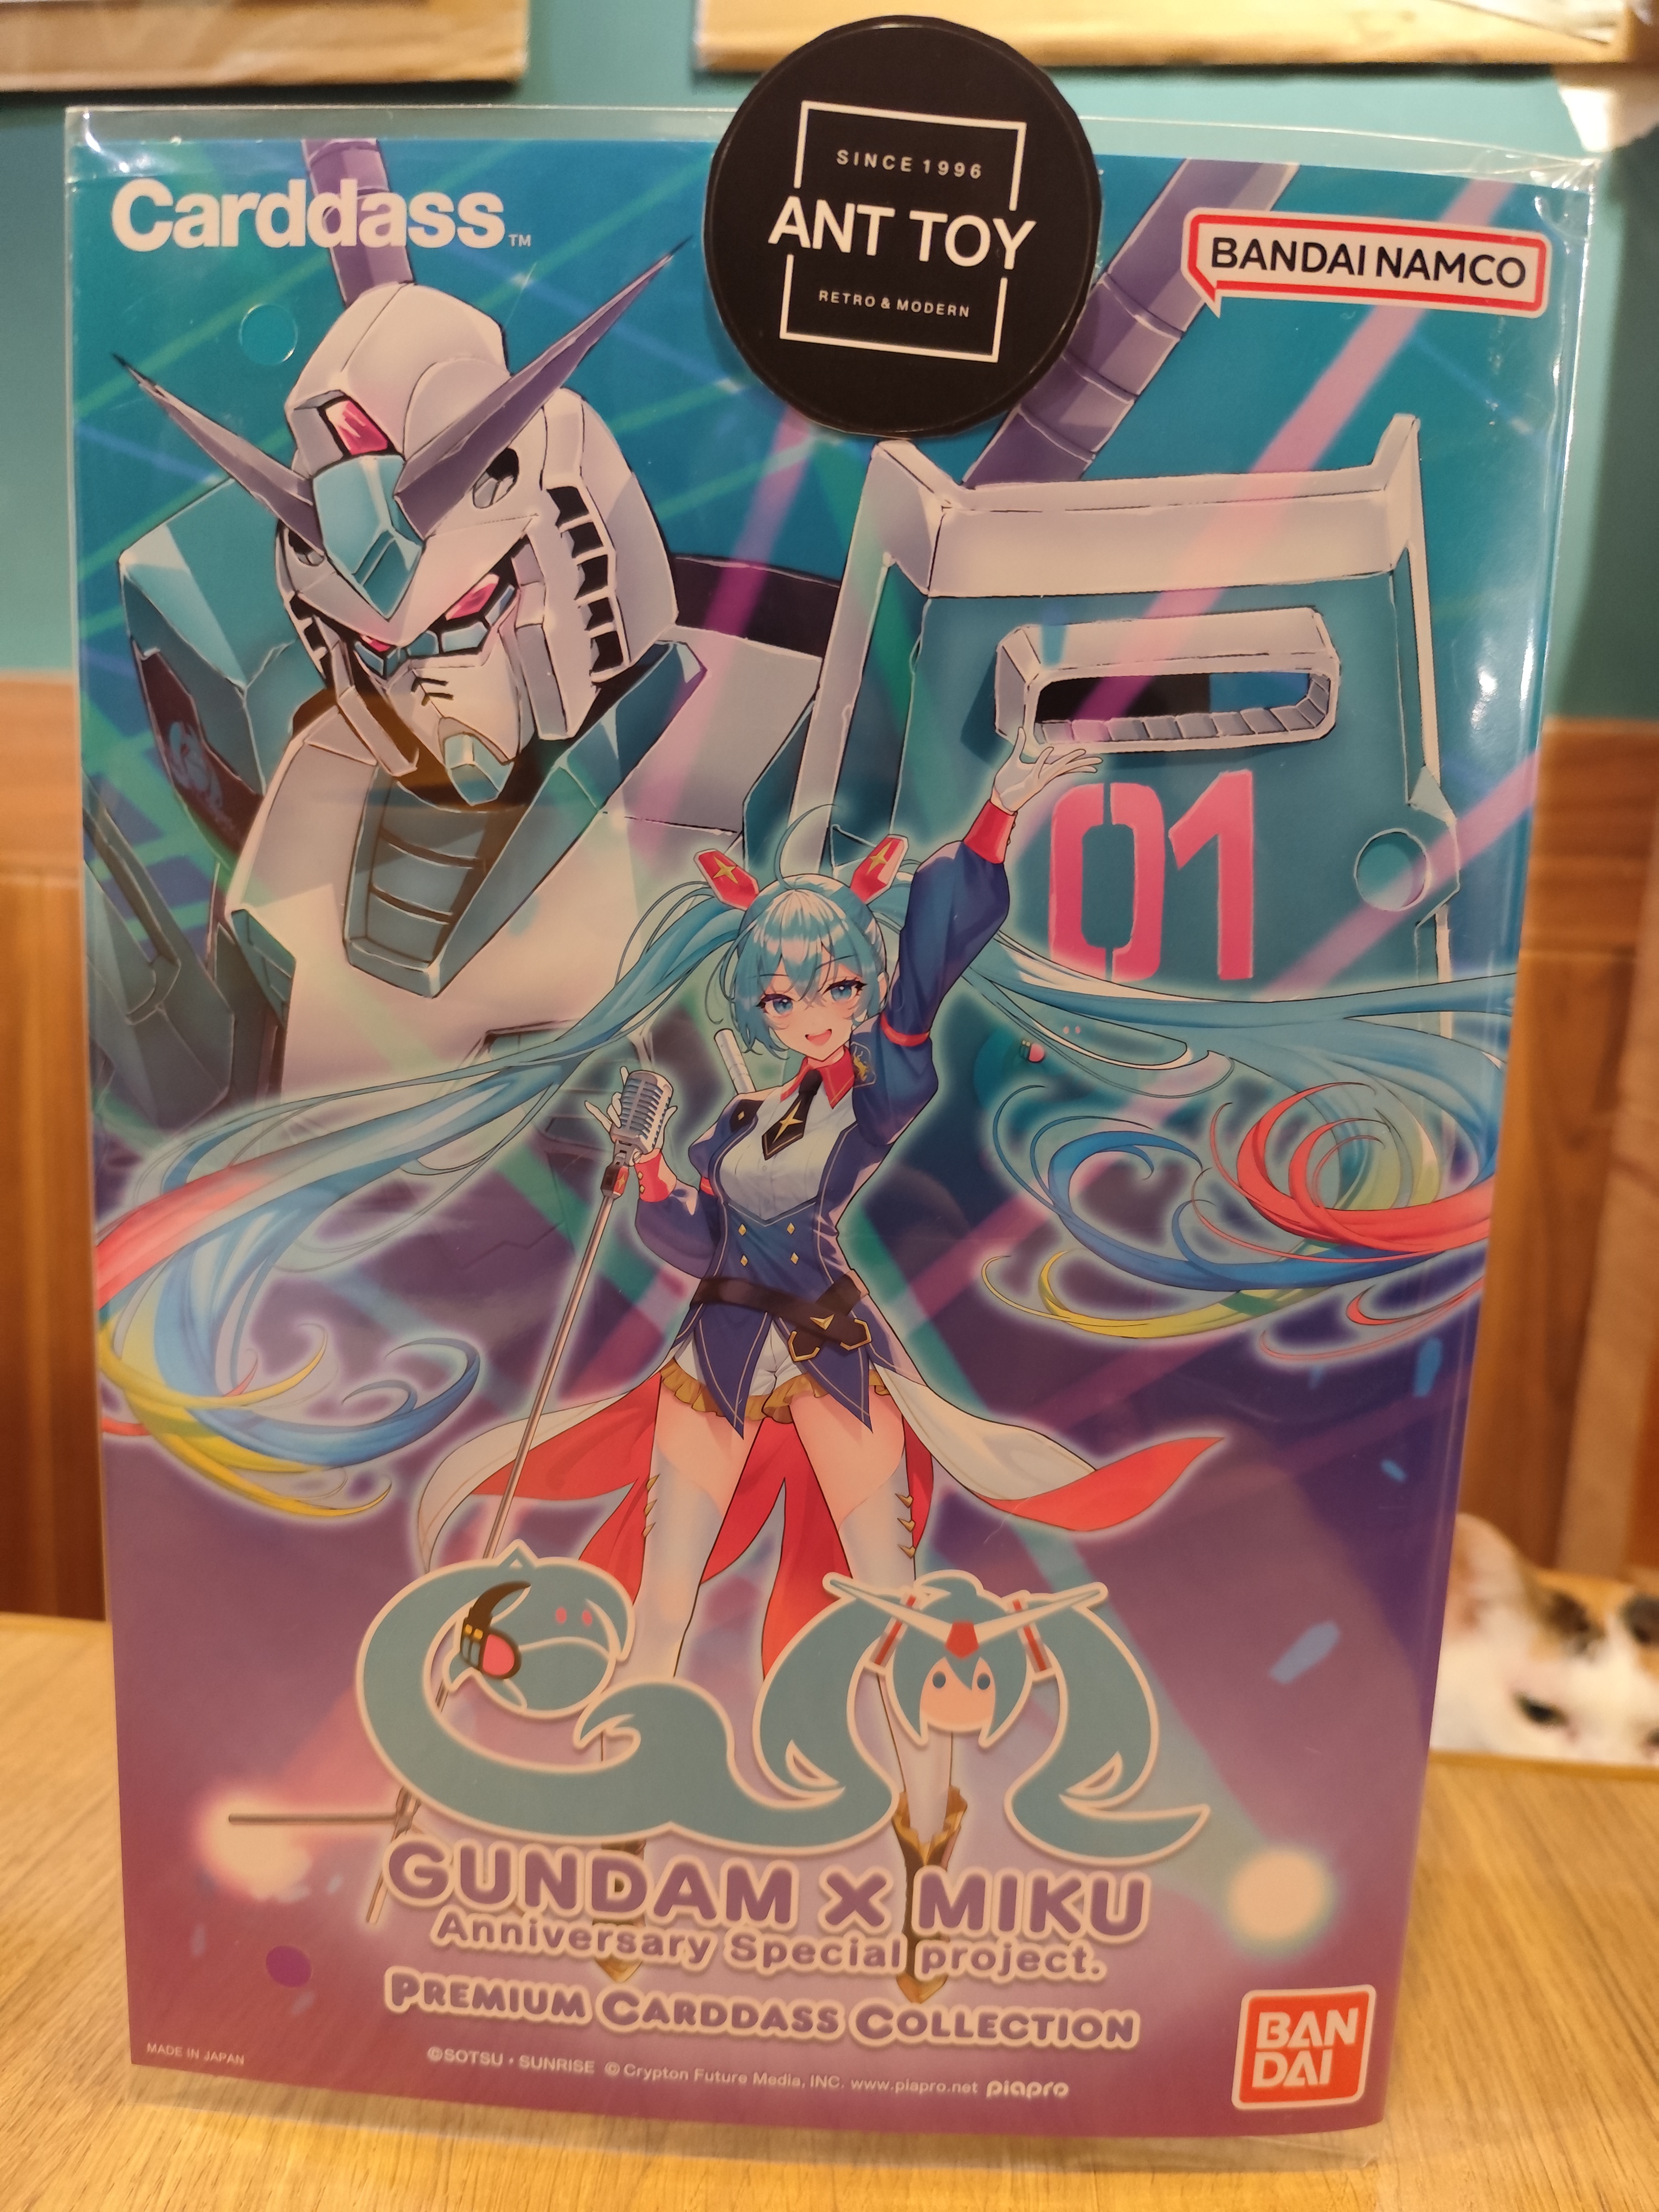 SINCE 1996
ANT TOY
RETRO & MODERN
Carddass™
BANDAI NAMCO
01
GUNDAM × MIKU
Anniversary Special project.
PREMIUM CARDDASS COLLECTION
BAN
DAI
MADE IN JAPAN
©SOTSU・SUNRISE © Crypton Future Media, INC. www.piapro.net piapro